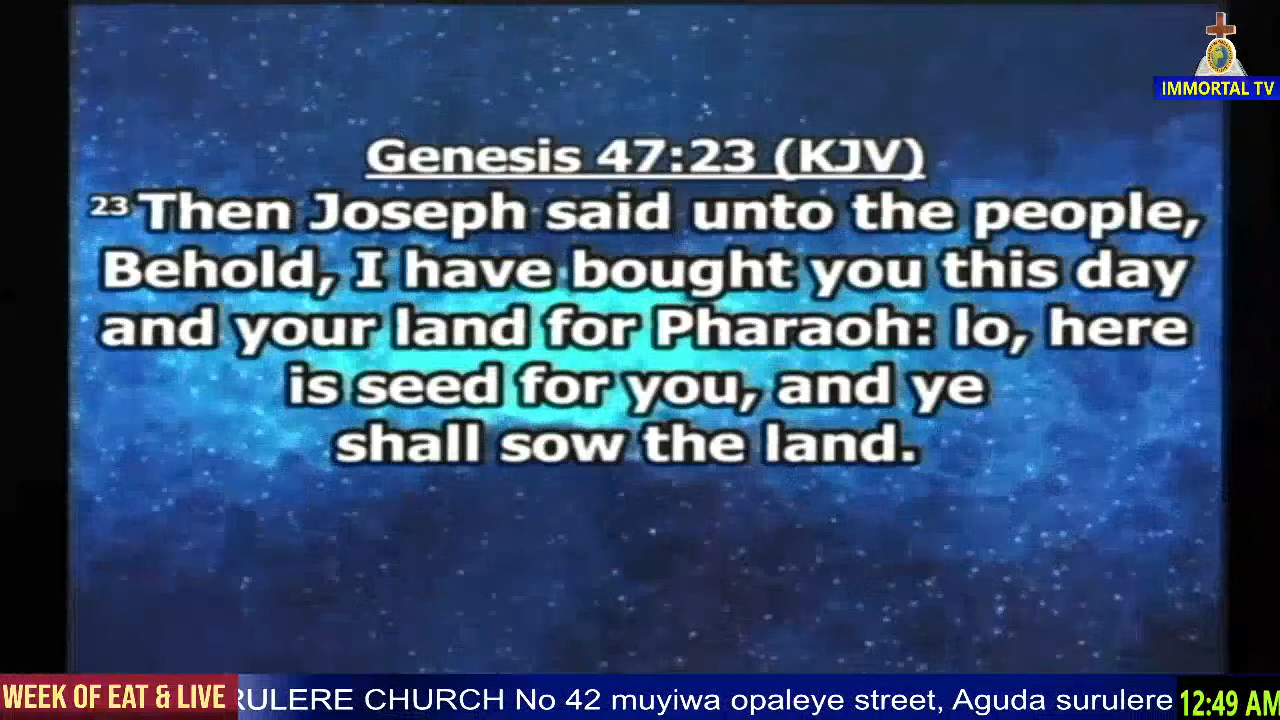 IMMORTAL TV
Genesis 47:23 (KJV)
23 Then Joseph said unto the people,
Behold, I have bought you this day
and your land for Pharaoh: lo, here
is seed for you, and ye
shall sow the land.
WEEK OF EAT & LIVE
RULERE CHURCH No 42 muyiwa opaleye street, Aguda surulere
12:49 AM